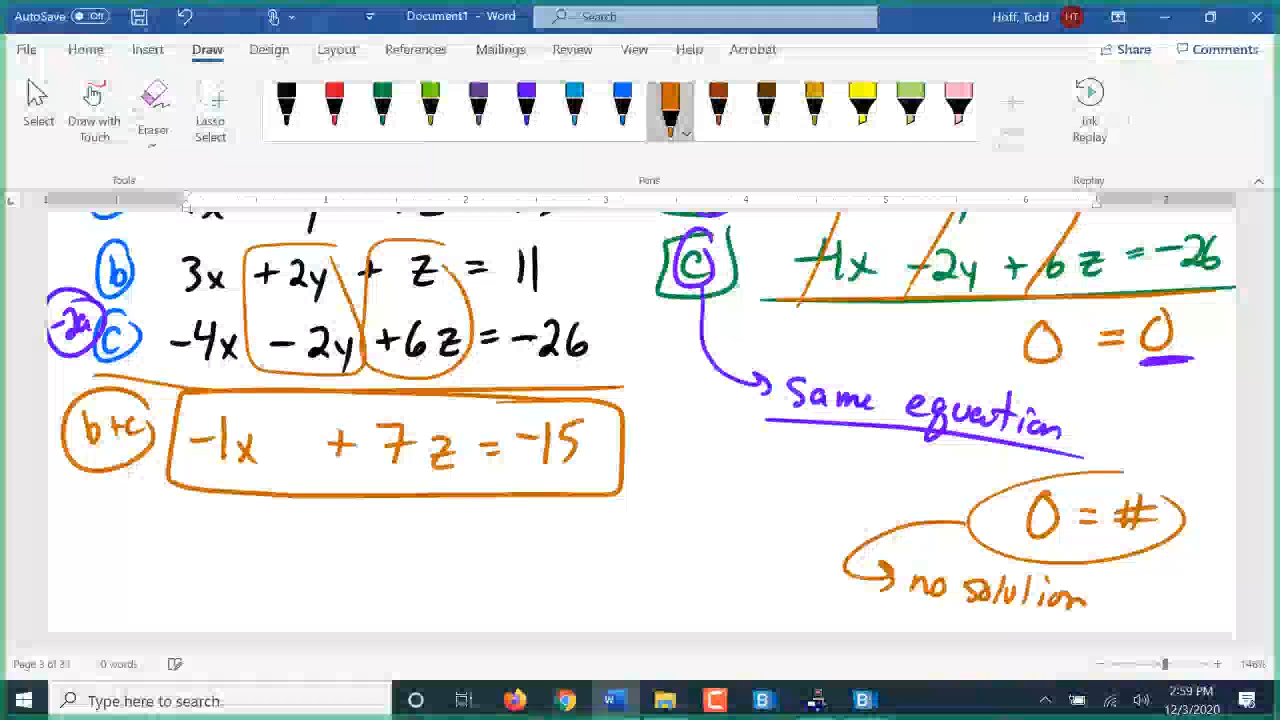 AutoSave Off
Document1 - Word
Search
Hoff, Todd HT
File Home Insert Draw Design Layout References Mailings Review View Help Acrobat
Share Comments
Select
Draw with Touch
Eraser
Lasso Select
Ink Replay
Tools
Pens
Replay
b 3x + 2y + z = 11
-2a c -4x - 2y + 6z = -26
b+c -1x + 7z = -15
c -4x - 2y + 6z = -26
0 = 0
same equation
0 = #
no solution
Page 3 of 31 0 words
146%
Type here to search
2:59 PM
12/3/2020